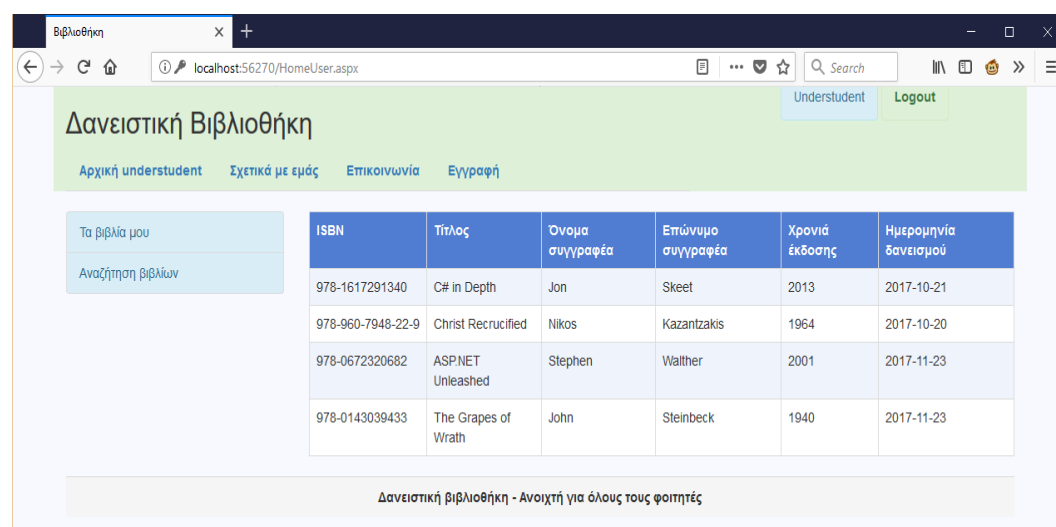 Βιβλιοθήκη
localhost:56270/HomeUser.aspx
Search
Understudent
Logout
Δανειστική Βιβλιοθήκη
Αρχική understudent Σχετικά με εμάς Επικοινωνία Εγγραφή
Τα βιβλία μου
Αναζήτηση βιβλίων
ISBN Τίτλος Όνομα συγγραφέα Επώνυμο συγγραφέα Χρονιά έκδοσης Ημερομηνία δανεισμού
978-1617291340 C# in Depth Jon Skeet 2013 2017-10-21
978-960-7948-22-9 Christ Recrucified Nikos Kazantzakis 1964 2017-10-20
978-0672320682 ASP.NET Unleashed Stephen Walther 2001 2017-11-23
978-0143039433 The Grapes of Wrath John Steinbeck 1940 2017-11-23
Δανειστική βιβλιοθήκη - Ανοιχτή για όλους τους φοιτητές